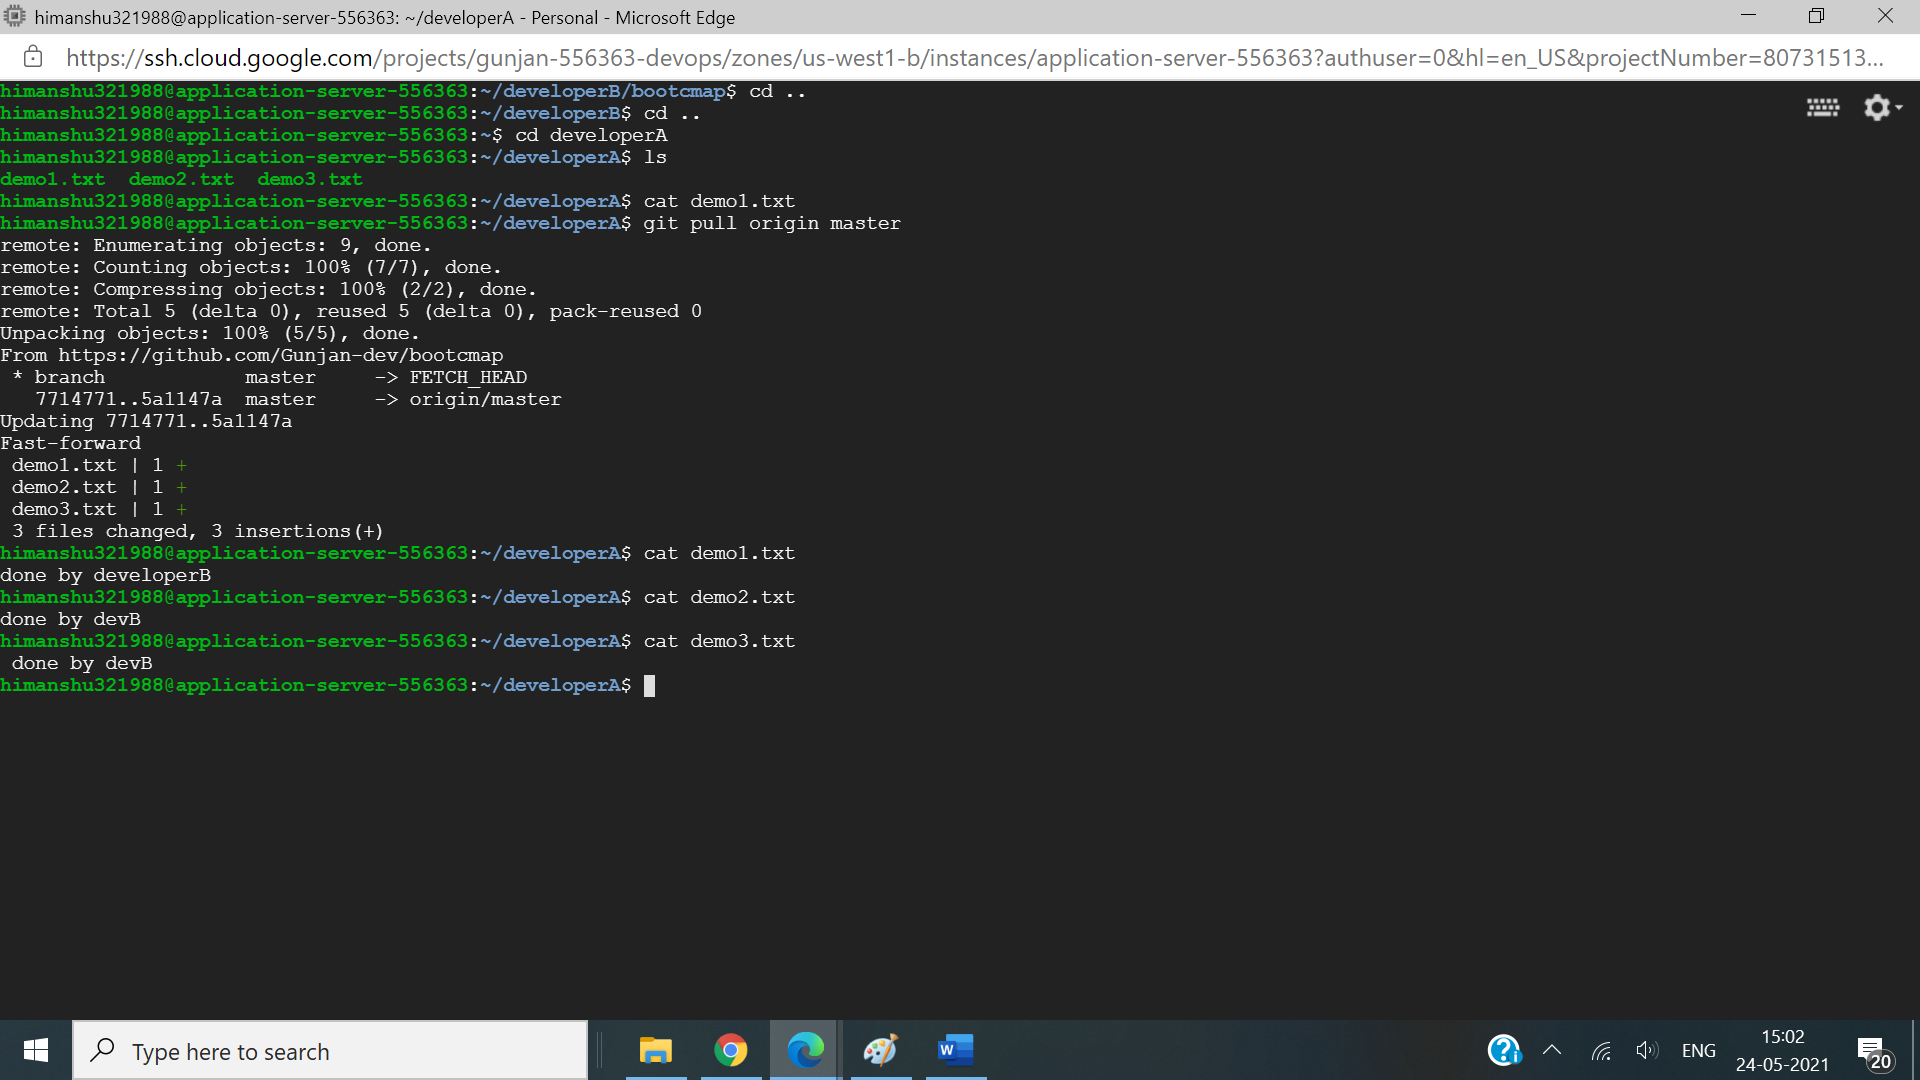 himanshu321988@application-server-556363: ~/developerA - Personal - Microsoft Edge
https://ssh.cloud.google.com/projects/gunjan-556363-devops/zones/us-west1-b/instances/application-server-556363?authuser=0&hl=en_US&projectNumber=80731513...
himanshu321988@application-server-556363:~/developerB/bootcmap$ cd ..
himanshu321988@application-server-556363:~/developerB$ cd ..
himanshu321988@application-server-556363:~$ cd developerA
himanshu321988@application-server-556363:~/developerA$ ls
demo1.txt  demo2.txt  demo3.txt
himanshu321988@application-server-556363:~/developerA$ cat demo1.txt
himanshu321988@application-server-556363:~/developerA$ git pull origin master
remote: Enumerating objects: 9, done.
remote: Counting objects: 100% (7/7), done.
remote: Compressing objects: 100% (2/2), done.
remote: Total 5 (delta 0), reused 5 (delta 0), pack-reused 0
Unpacking objects: 100% (5/5), done.
From https://github.com/Gunjan-dev/bootcmap
 * branch            master     -> FETCH_HEAD
   7714771..5a1147a  master     -> origin/master
Updating 7714771..5a1147a
Fast-forward
 demo1.txt | 1 +
 demo2.txt | 1 +
 demo3.txt | 1 +
 3 files changed, 3 insertions(+)
himanshu321988@application-server-556363:~/developerA$ cat demo1.txt
done by developerB
himanshu321988@application-server-556363:~/developerA$ cat demo2.txt
done by devB
himanshu321988@application-server-556363:~/developerA$ cat demo3.txt
 done by devB
himanshu321988@application-server-556363:~/developerA$
Type here to search
W
ENG
15:02
24-05-2021
20